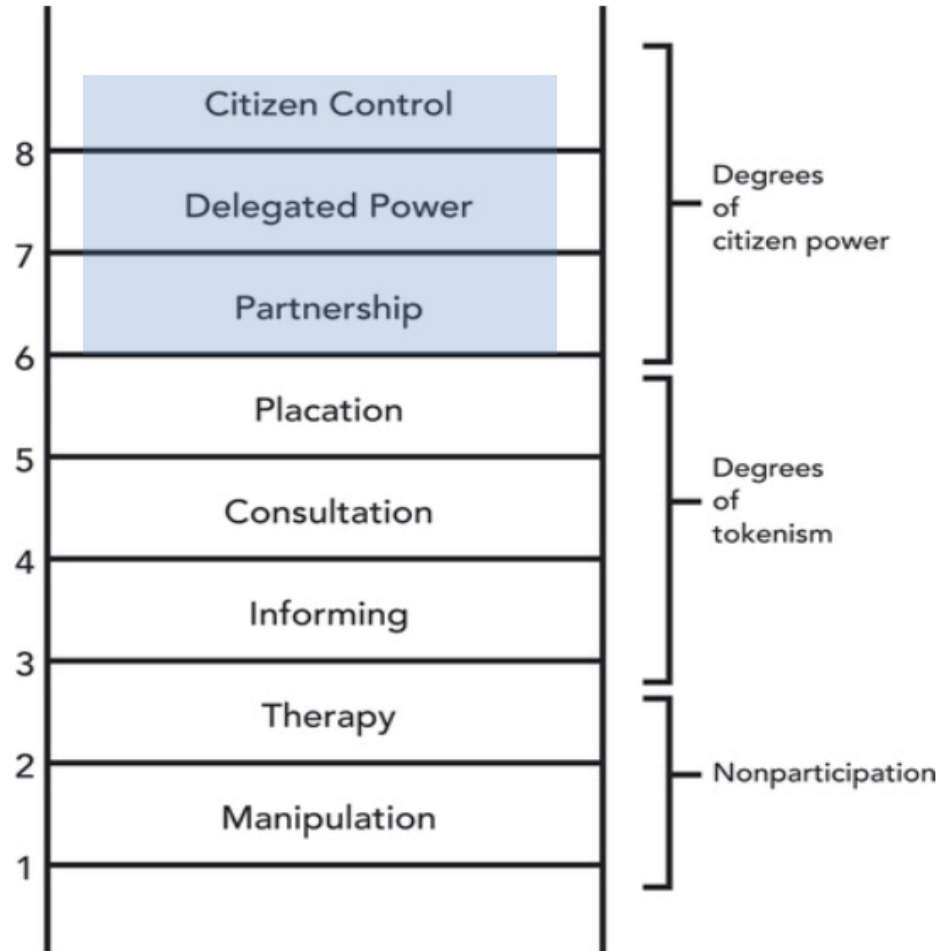 Citizen Control
8
Delegated Power
7
Partnership
6
Placation
5
Consultation
4
Informing
3
Therapy
2
Manipulation
1
Degrees
of
citizen power
Degrees
of
tokenism
Nonparticipation